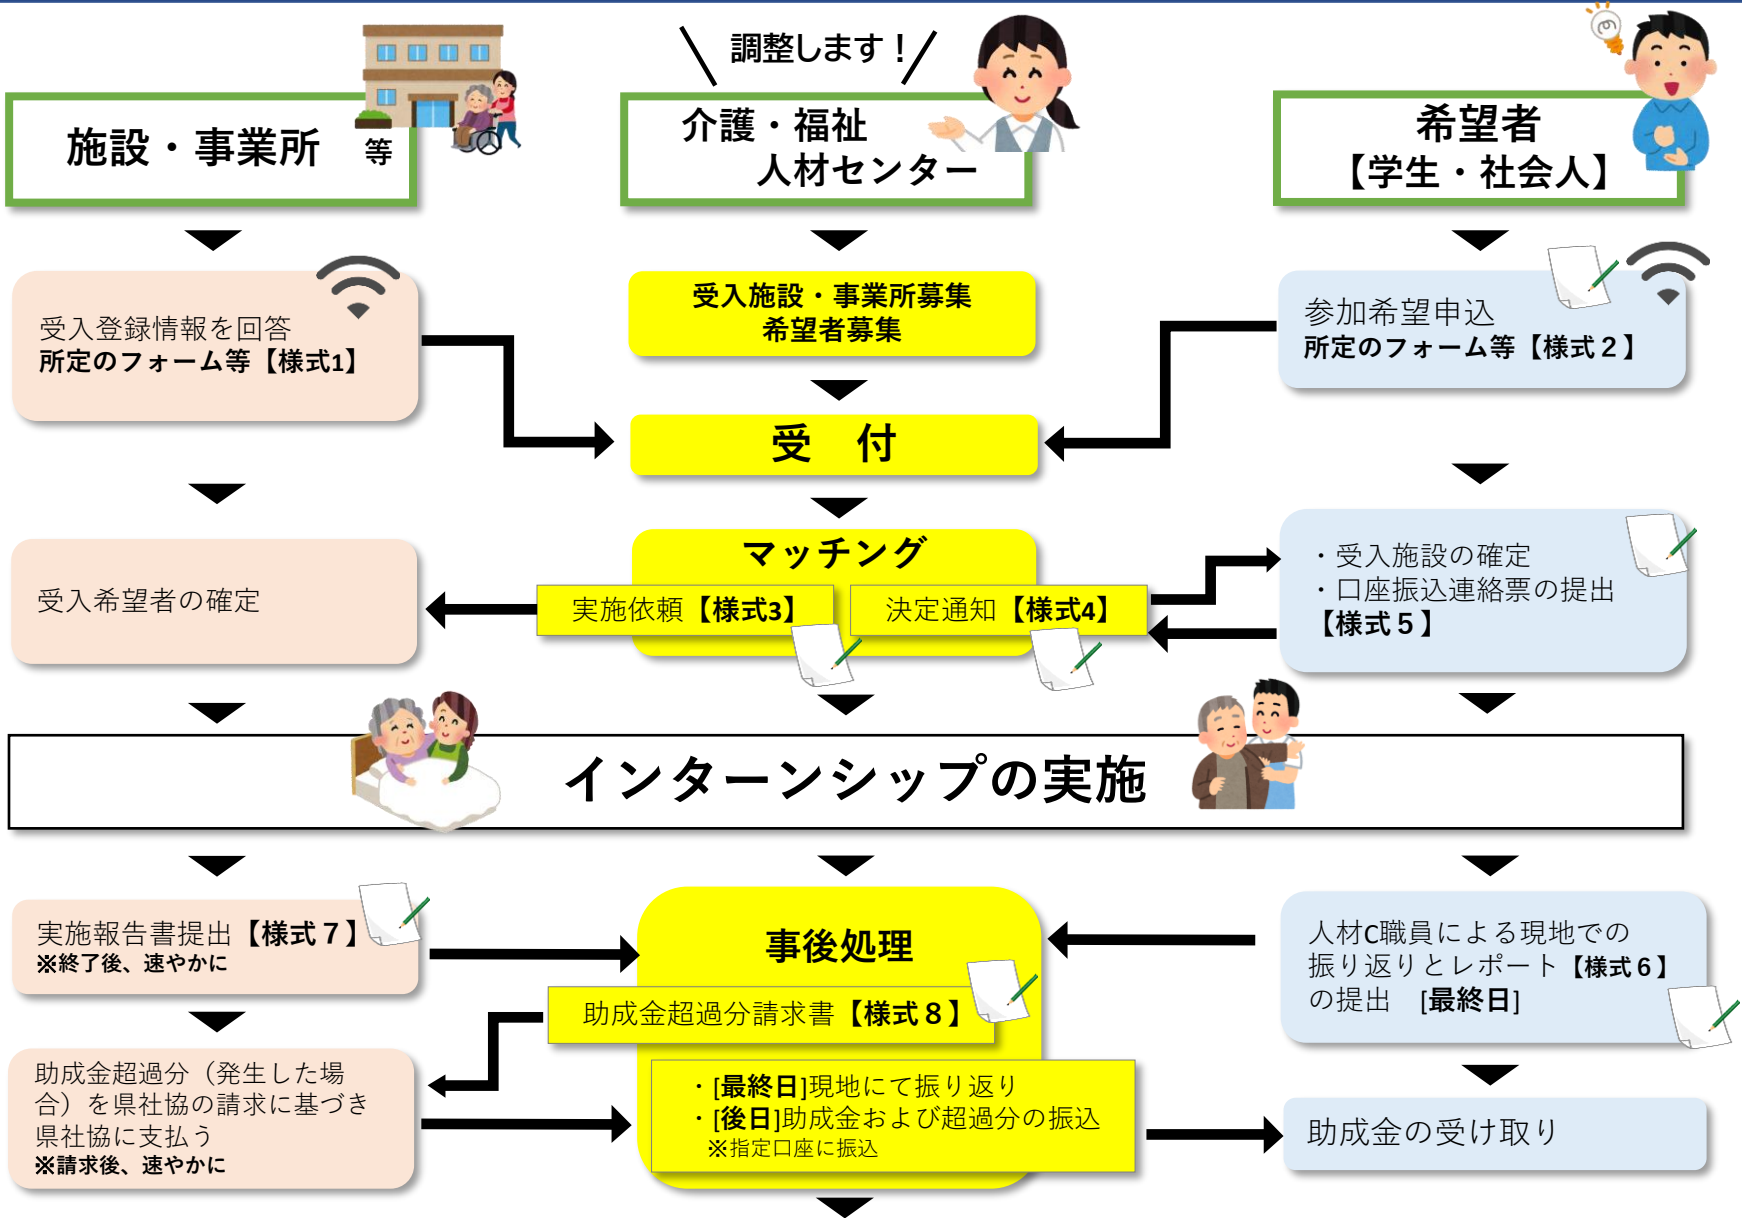 調整します！
施設・事業所 等
介護・福祉
人材センター
希望者
【学生・社会人】
受入登録情報を回答
所定のフォーム等【様式1】
受入施設・事業所募集
希望者募集
参加希望申込
所定のフォーム等【様式２】
受　付
受入希望者の確定
マッチング
実施依頼【様式3】
決定通知【様式4】
・受入施設の確定
・口座振込連絡票の提出
【様式５】
インターンシップの実施
実施報告書提出【様式７】
※終了後、速やかに
事後処理
助成金超過分請求書【様式８】
人材C職員による現地での
振り返りとレポート【様式６】
の提出　[最終日]
助成金超過分（発生した場
合）を県社協の請求に基づき
県社協に支払う
※請求後、速やかに
・[最終日]現地にて振り返り
・[後日]助成金および超過分の振込
※指定口座に振込
助成金の受け取り